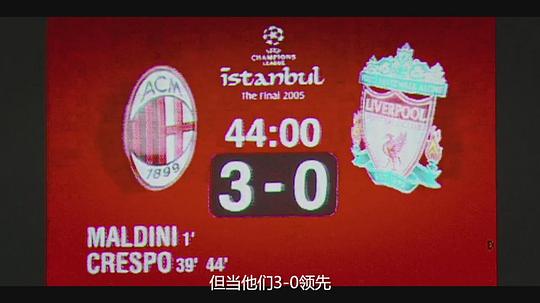 CHAMPIONS
LEAGUE
istanbul
The Final 2005
ACM
1899
LIVERPOOL
44:00
3-0
MALDINI 1'
CRESPO 39' 44'
但当他们3-0领先